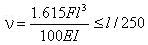 ν = 1.615Fl³ / 100EI ≤ l / 250